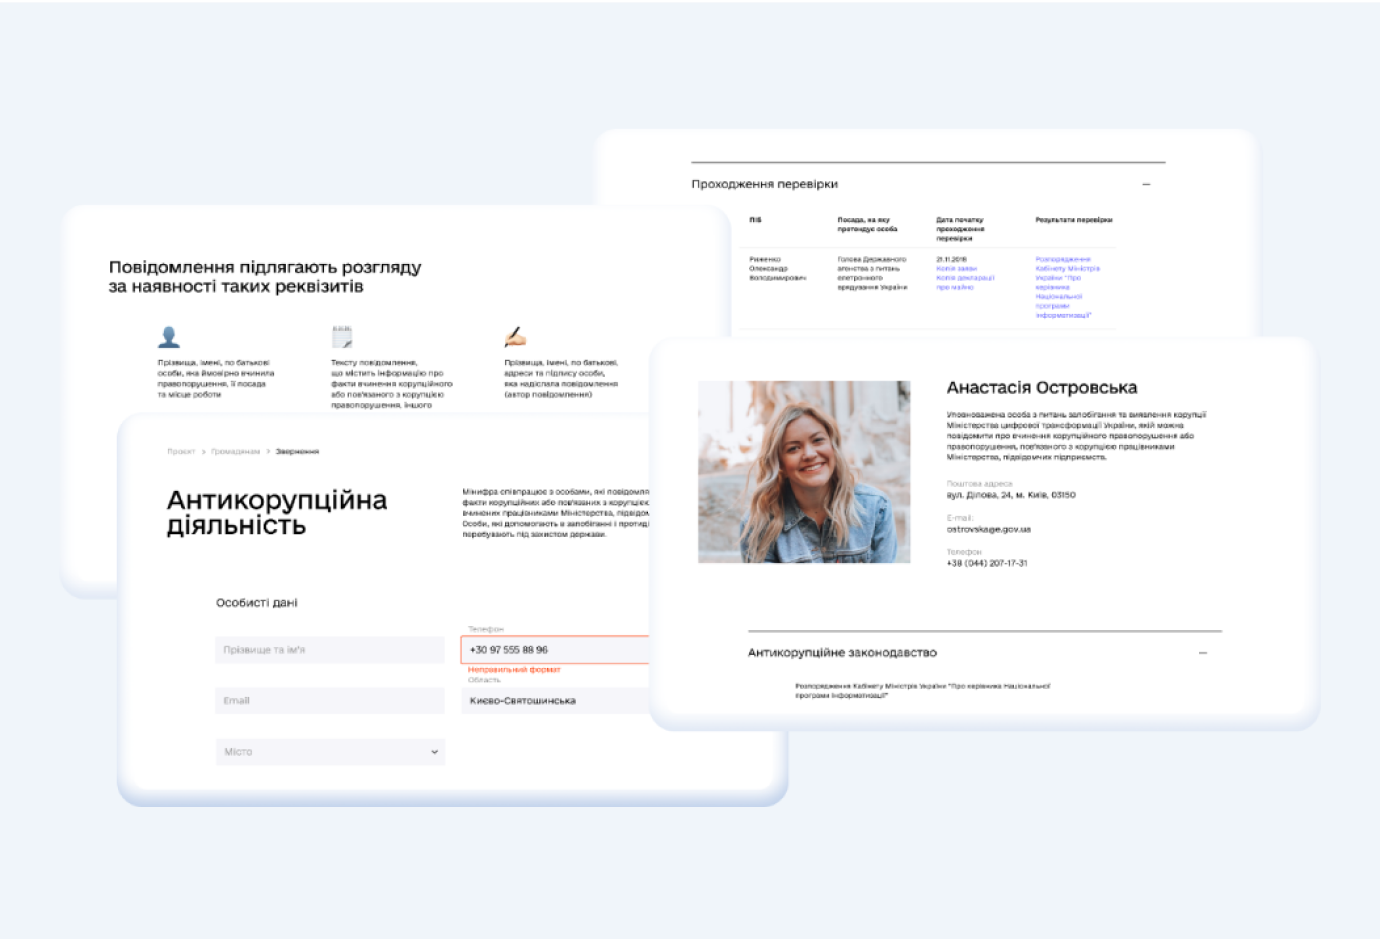 Проходження перевірки
ПІБ
Посада, на яку
претендує особа
Дата початку
проходження
перевірки
Результати перевірки
Риженко
Олександр
Володимирович
Голова Державного
агенства з питань
електронного
врядування України
21.11.2018
Копія заяви
Копія декларації
про майно
Розпорядження
Кабінету Міністрів
України "Про
керівника
Національної
програми
інформатизації"
Повідомлення підлягають розгляду
за наявності таких реквізитів
Прізвища, імені, по батькові
особи, яка ймовірно вчинила
правопорушення, її посада
та місце роботи
Тексту повідомлення,
що містить інформацію про
факти вчинення корупційного
або пов'язаного з корупцією
правопорушення, іншого
Прізвища, імені, по батькові,
адреси та підпису особи,
яка надіслала повідомлення
(автор повідомлення)
Проєкт > Громадянам > Звернення
Антикорупційна
діяльність
Мінцифра співпрацює з особами, які повідомля
факти корупційних або пов'язаних з корупцією
вчинених працівниками Міністерства, підвідом
Особи, які допомагають в запобіганні і протиді
перебувають під захистом держави.
Особисті дані
Прізвище та ім'я
Телефон
+30 97 555 88 96
Неправильний формат
Email
Область
Києво-Святошинська
Місто
Анастасія Островська
Уповноважена особа з питань запобігання та виявлення корупції
Міністерства цифрової трансформації України, якій можна
повідомити про вчинення корупційного правопорушення або
правопорушення, пов'язаного з корупцією працівниками
Міністерства, підвідомчих підприємств.
Поштова адреса
вул. Ділова, 24, м. Київ, 03150
E-mail:
ostrovska@e.gov.ua
Телефон
+38 (044) 207-17-31
Антикорупційне законодавство
Розпорядження Кабінету Міністрів України "Про керівника Національної
програми інформатизації"